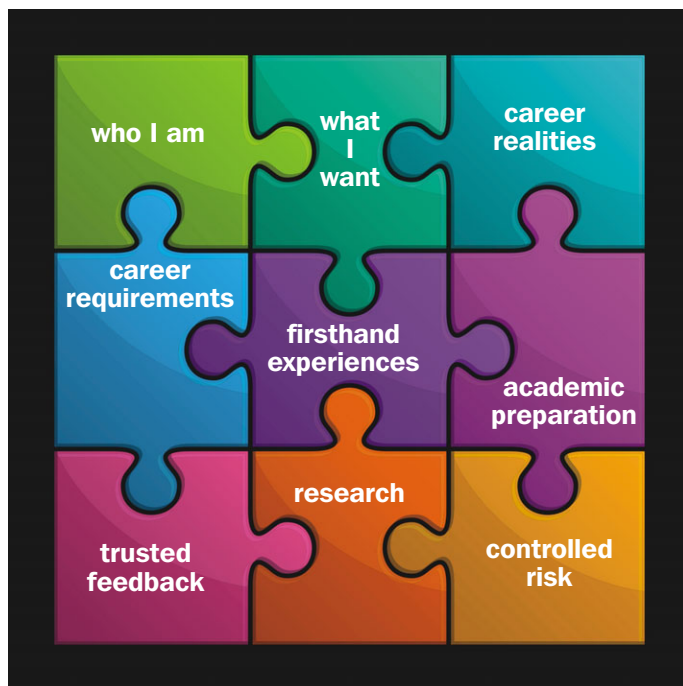 who I am
what
I
want
career
realities
career
requirements
firsthand
experiences
academic
preparation
research
trusted
feedback
controlled
risk